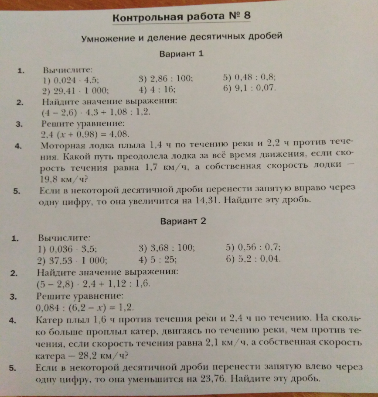 Контрольная работа № 8
Умножение и деление десятичных дробей
Вариант 1
1. Вычислите:
1) 0,024 · 4,5; 3) 2,86 : 100; 5) 0,48 : 0,8;
2) 29,41 · 1 000; 4) 4 : 16; 6) 9,1 : 0,07.
2. Найдите значение выражения:
(4 – 2,6) · 4,3 + 1,08 : 1,2.
3. Решите уравнение:
2,4 (x + 0,98) = 4,08.
4. Моторная лодка плыла 1,4 ч по течению реки и 2,2 ч против тече-
ния. Какой путь преодолела лодка за всё время движения, если ско-
рость течения равна 1,7 км/ч, а собственная скорость лодки –
19,8 км/ч?
5. Если в некоторой десятичной дроби перенести запятую вправо через
одну цифру, то она увеличится на 14,31. Найдите эту дробь.
Вариант 2
1. Вычислите:
1) 0,036 · 3,5; 3) 3,68 : 100; 5) 0,56 : 0,7;
2) 37,53 · 1 000; 4) 5 : 25; 6) 5,2 : 0,04.
2. Найдите значение выражения:
(5 – 2,8) · 2,4 + 1,12 : 1,6.
3. Решите уравнение:
0,084 : (6,2 – x) = 1,2.
4. Катер плыл 1,6 ч против течения реки и 2,4 ч по течению. На сколь-
ко больше проплыл катер, двигаясь по течению реки, чем против те-
чения, если скорость течения равна 2,1 км/ч, а собственная скорость
катера – 28,2 км/ч?
5. Если в некоторой десятичной дроби перенести запятую влево через
одну цифру, то она уменьшится на 23,76. Найдите эту дробь.